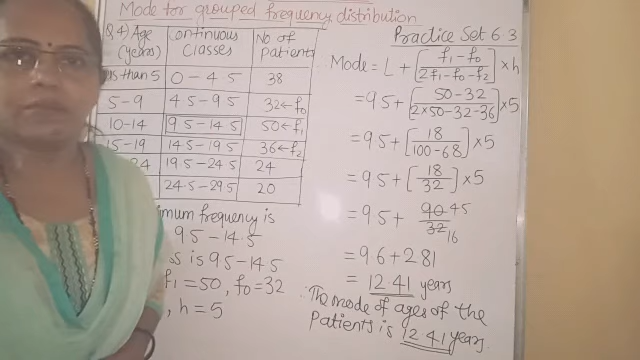 Mode for grouped frequency distribution
Practice Set 6.3
Q.4) Age (years) | Continuous classes | No of patients
than 5 | 0-4.5 | 38
5-9 | 4.5-9.5 | 32←f₀
10-14 | 9.5-14.5 | 50←f₁
15-19 | 14.5-19.5 | 36←f₂
24 | 19.5-24.5 | 24
24.5-29.5 | 20
frequency is
9.5-14.5
is 9.5-14.5
f₁=50, f₀=32
, h=5
Mode = L + [f₁-f₀ / 2f₁-f₀-f₂] × h
= 9.5+ [50-32 / 2×50-32-36] ×5
= 9.5+ [18 / 100-68] ×5
= 9.5+ [18 / 32] ×5
= 9.5+ 90 45 / 32 16
= 9.6+2.81
= 12.41 years
∴ The mode of ages of the
patients is 12.41 years.